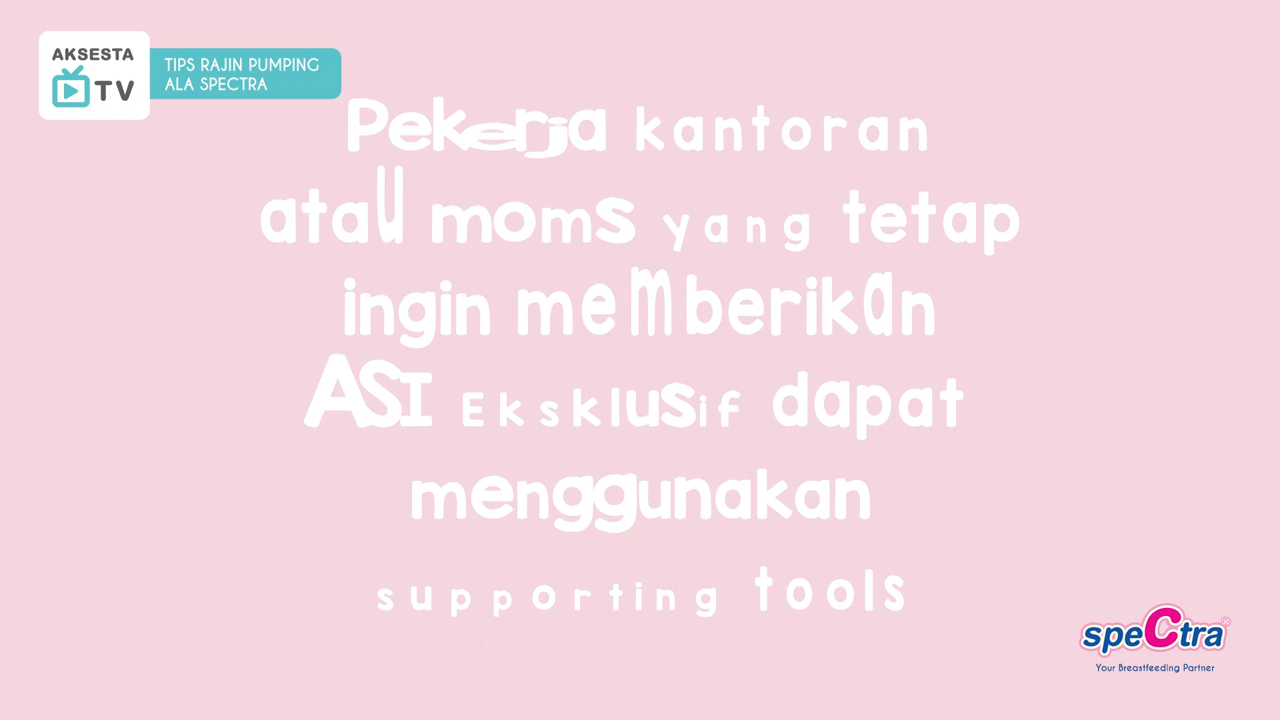 AKSESTA
TV
TIPS RAJIN PUMPING
ALA SPECTRA
Pekerja kantoran
atau moms yang tetap
ingin memberikan
ASI Eksklusif dapat
menggunakan
supporting tools
speCtra®
Your Breastfeeding Partner